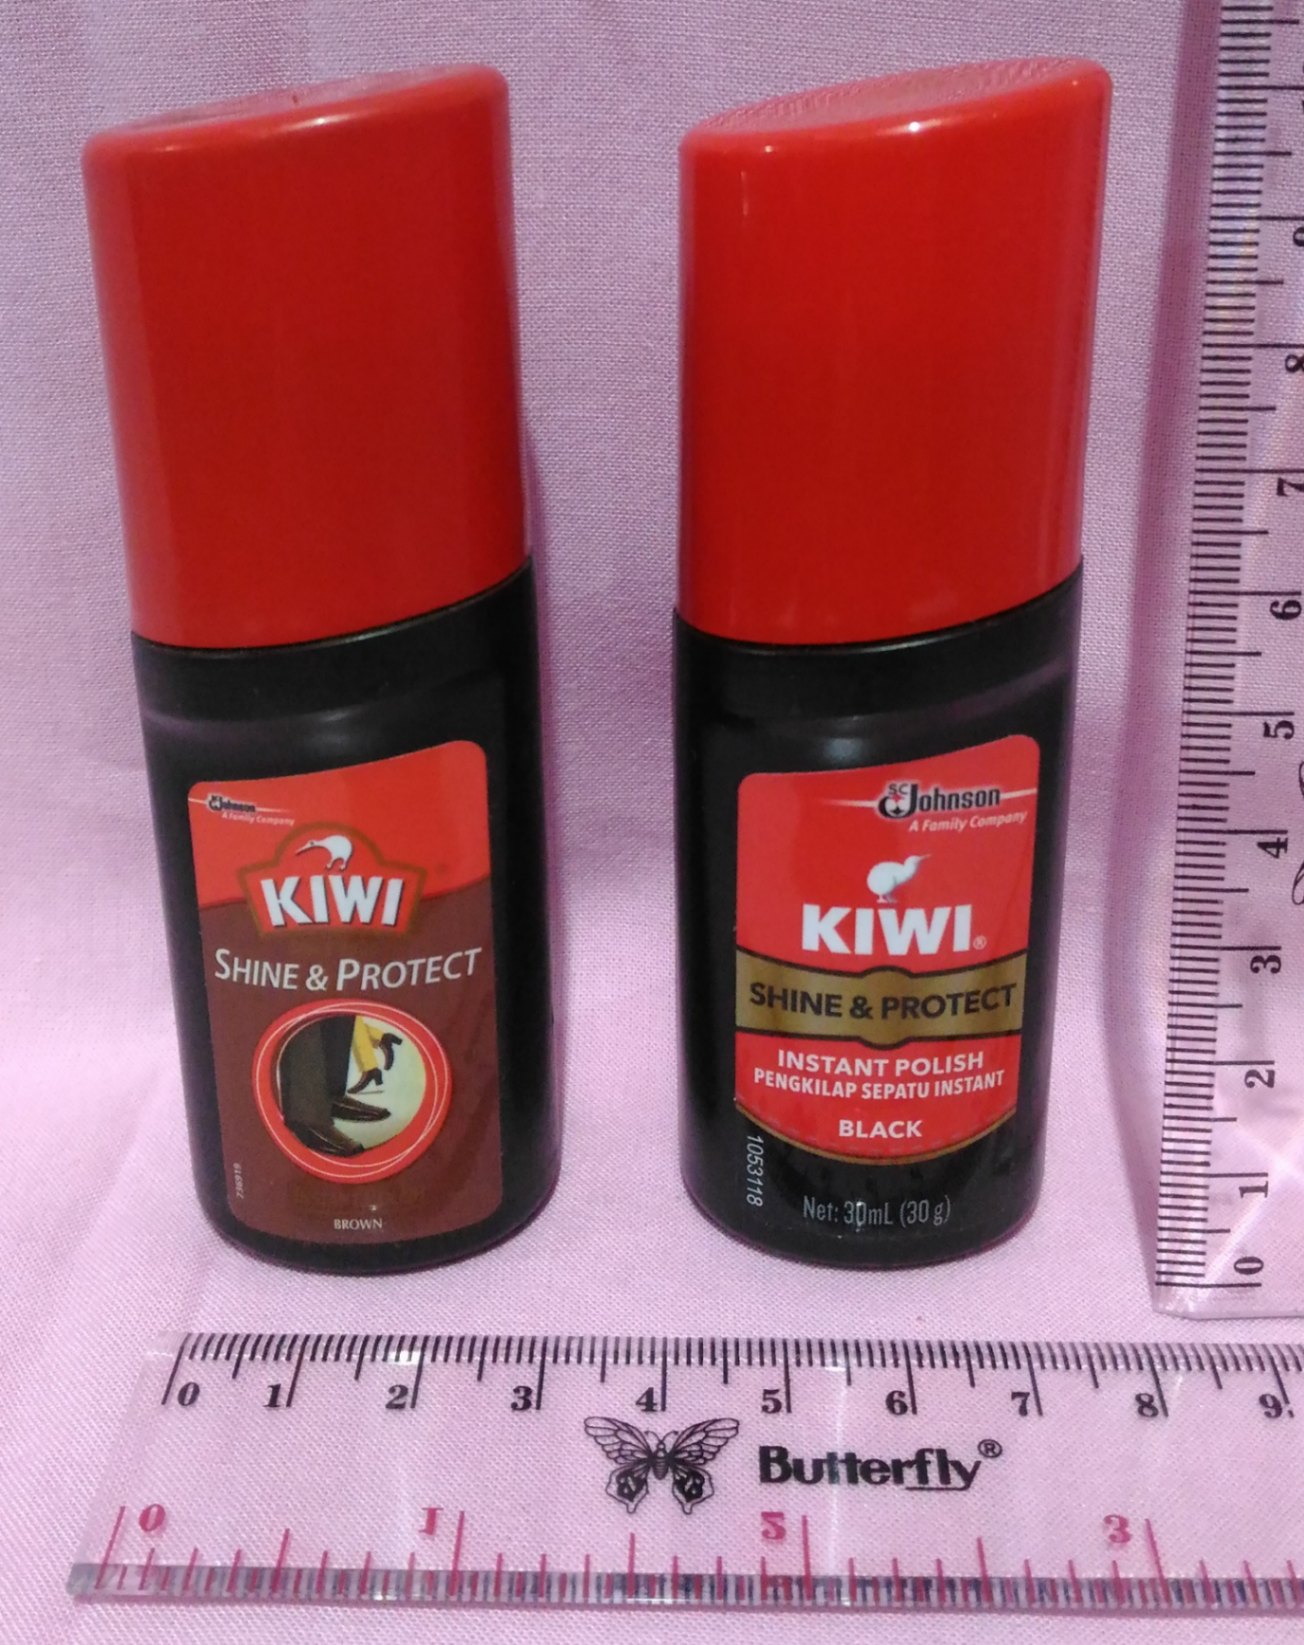 SC Johnson
A Family Company
KIWI
SHINE & PROTECT
736919
BROWN
SC Johnson
A Family Company
KIWI®
SHINE & PROTECT
INSTANT POLISH
PENGKILAP SEPATU INSTANT
BLACK
1053118
Net: 30mL (30 g)
8
7
6
5
4
3
2
1
0
0 1 2 3 4 5 6 7 8 9
Butterfly®
0 1 2 3